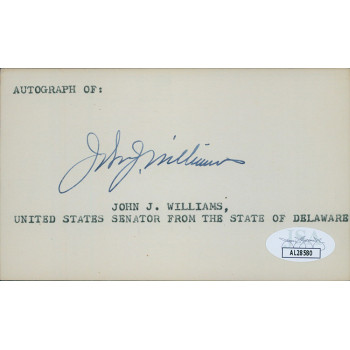 AUTOGRAPH OF:
John J. Williams
JOHN J. WILLIAMS,
UNITED STATES SENATOR FROM THE STATE OF DELAWARE
JSA
AL28580